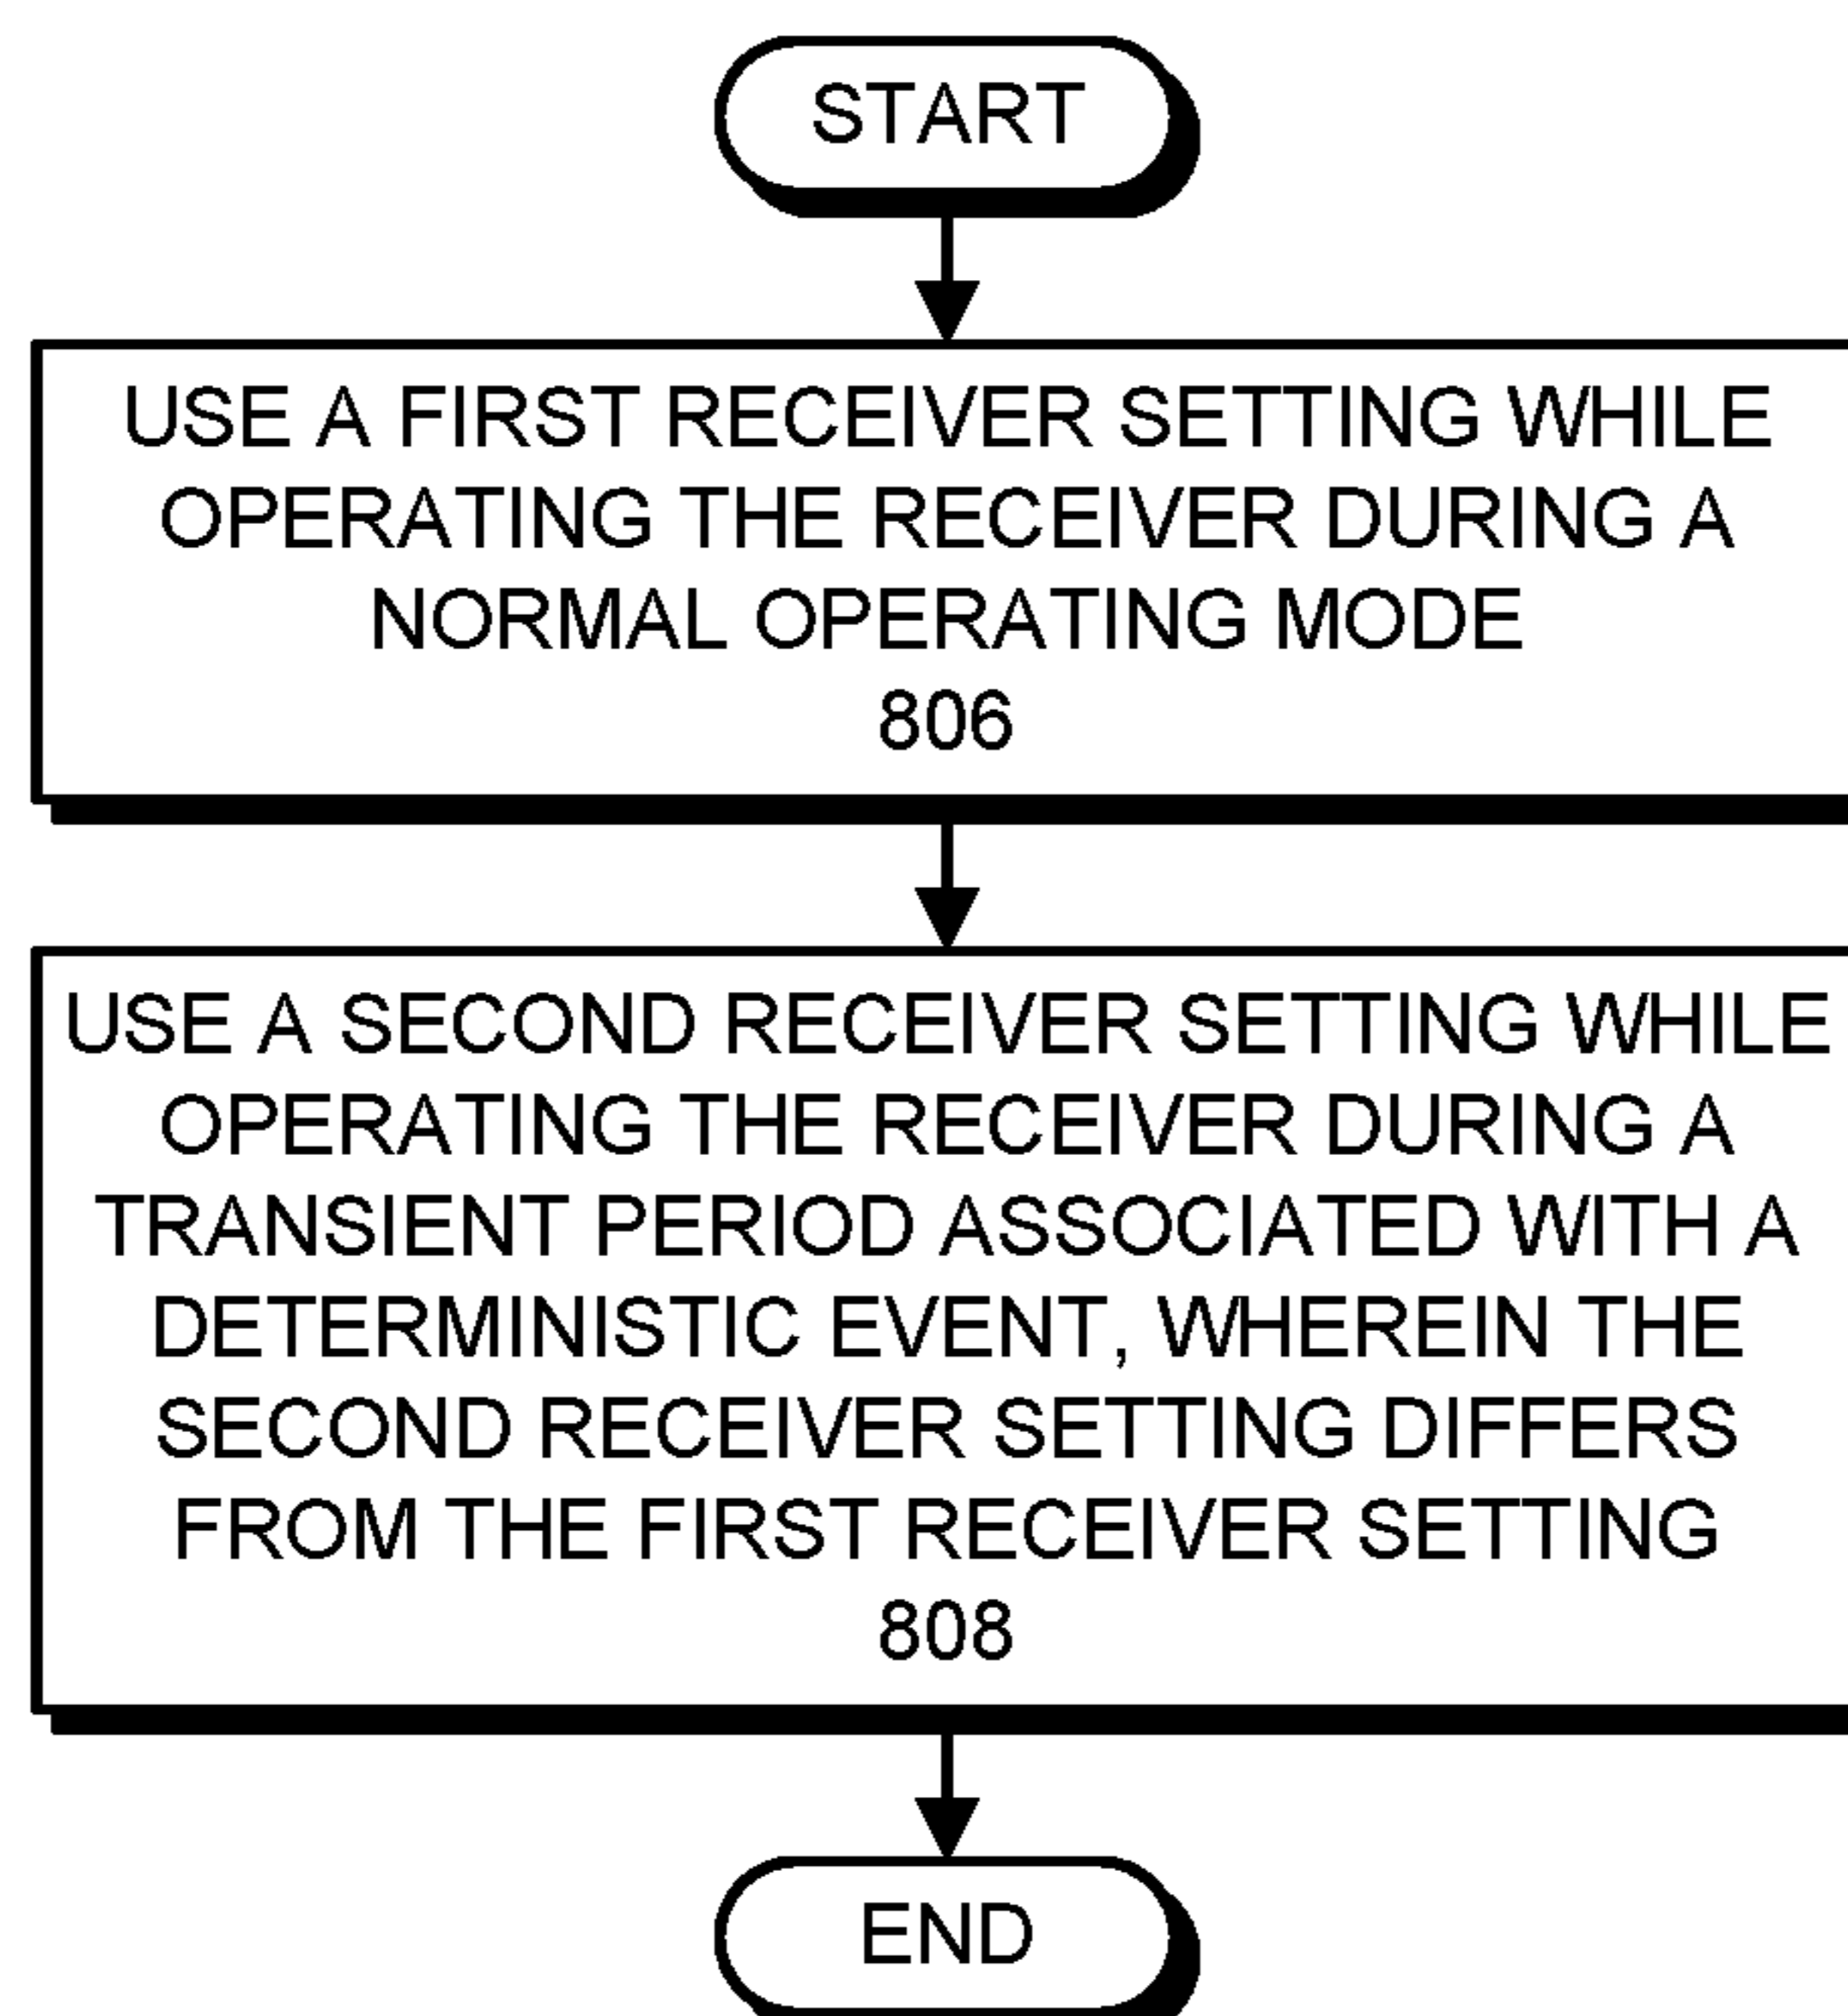 START
USE A FIRST RECEIVER SETTING WHILE
OPERATING THE RECEIVER DURING A
NORMAL OPERATING MODE
806
USE A SECOND RECEIVER SETTING WHILE
OPERATING THE RECEIVER DURING A
TRANSIENT PERIOD ASSOCIATED WITH A
DETERMINISTIC EVENT, WHEREIN THE
SECOND RECEIVER SETTING DIFFERS
FROM THE FIRST RECEIVER SETTING
808
END